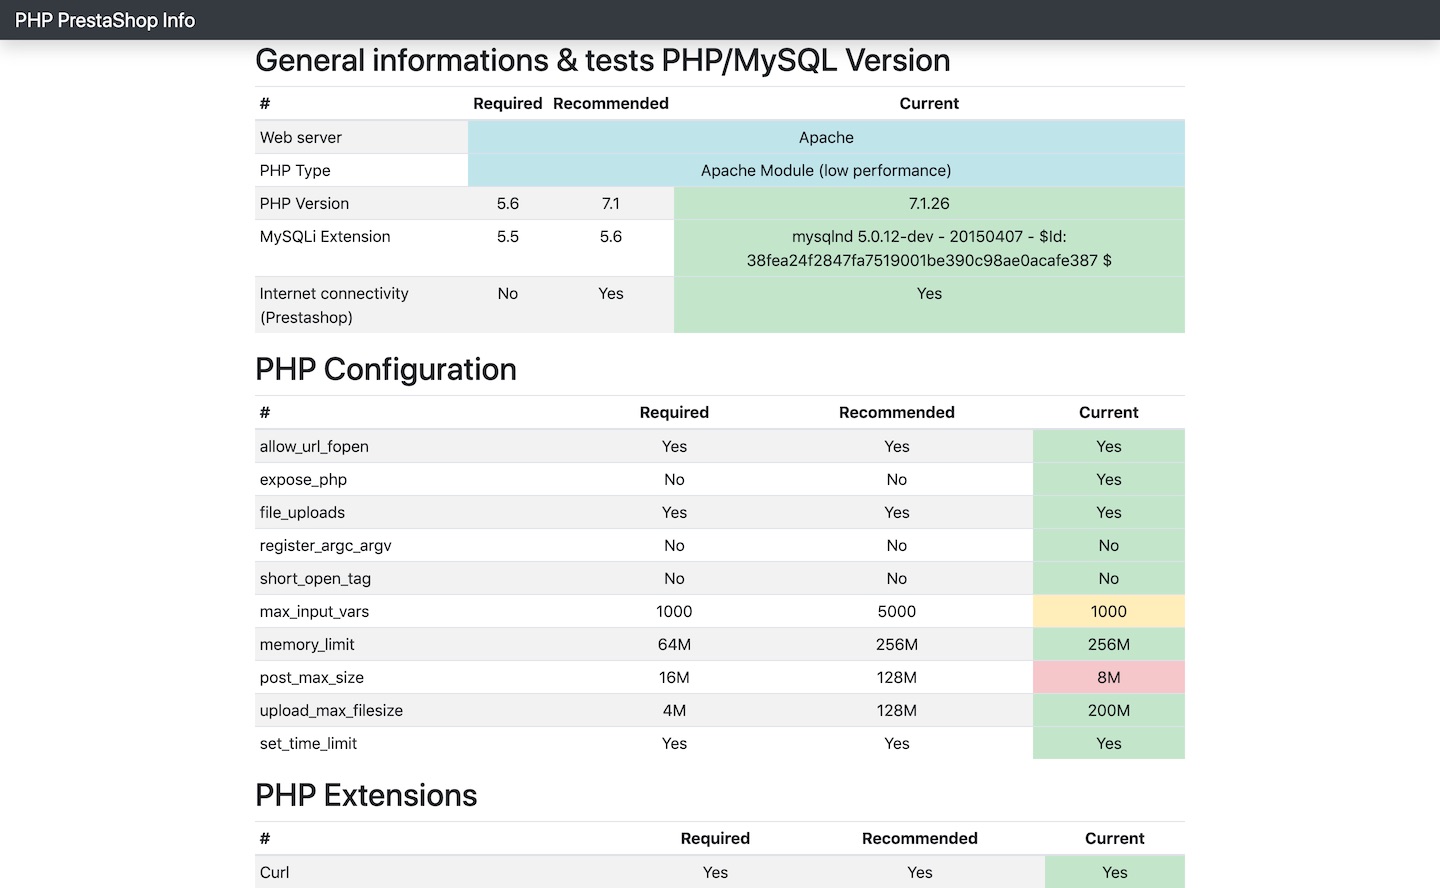 PHP PrestaShop Info
General informations & tests PHP/MySQL Version
# Required Recommended Current
Web server Apache
PHP Type Apache Module (low performance)
PHP Version 5.6 7.1 7.1.26
MySQLi Extension 5.5 5.6 mysqlnd 5.0.12-dev - 20150407 - $Id:
38fea24f2847fa7519001be390c98ae0acafe387 $
Internet connectivity No Yes Yes
(Prestashop)
PHP Configuration
# Required Recommended Current
allow_url_fopen Yes Yes Yes
expose_php No No Yes
file_uploads Yes Yes Yes
register_argc_argv No No No
short_open_tag No No No
max_input_vars 1000 5000 1000
memory_limit 64M 256M 256M
post_max_size 16M 128M 8M
upload_max_filesize 4M 128M 200M
set_time_limit Yes Yes Yes
PHP Extensions
# Required Recommended Current
Curl Yes Yes Yes